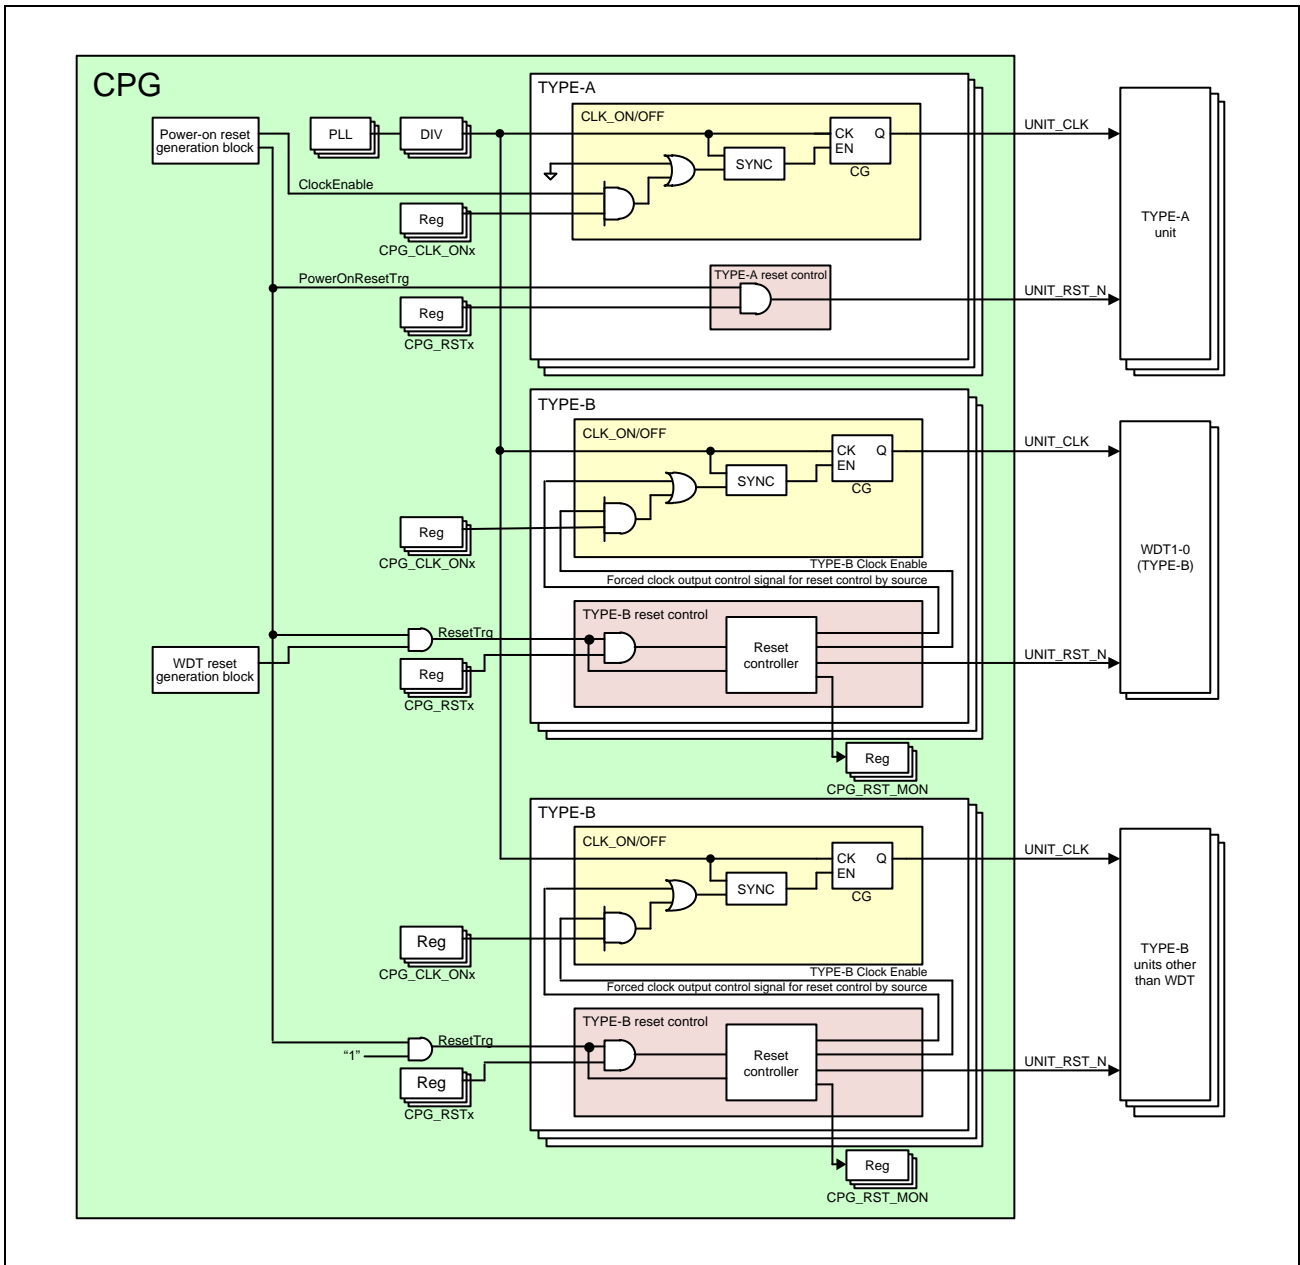 CPG
Power-on reset
generation block
PLL
DIV
TYPE-A
CLK_ON/OFF
CK
Q
EN
CG
SYNC
UNIT_CLK
ClockEnable
Reg
CPG_CLK_ONx
TYPE-A
unit
PowerOnResetTrg
TYPE-A reset control
UNIT_RST_N
Reg
CPG_RSTx
TYPE-B
CLK_ON/OFF
CK
Q
EN
CG
SYNC
UNIT_CLK
Reg
CPG_CLK_ONx
WDT1-0
(TYPE-B)
TYPE-B Clock Enable
Forced clock output control signal for reset control by source
TYPE-B reset control
ResetTrg
Reset
controller
UNIT_RST_N
WDT reset
generation block
Reg
CPG_RSTx
Reg
CPG_RST_MON
TYPE-B
CLK_ON/OFF
CK
Q
EN
CG
SYNC
UNIT_CLK
Reg
CPG_CLK_ONx
TYPE-B
units other
than WDT
TYPE-B Clock Enable
Forced clock output control signal for reset control by source
TYPE-B reset control
ResetTrg
“1”
Reset
controller
UNIT_RST_N
Reg
CPG_RSTx
Reg
CPG_RST_MON